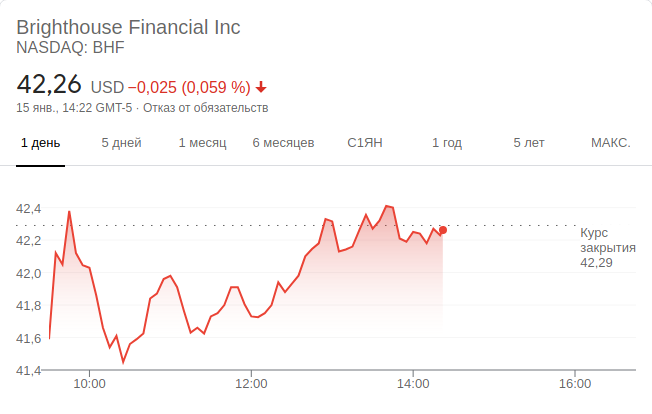 Brighthouse Financial Inc
NASDAQ: BHF
42,26 USD −0,025 (0,059 %)
15 янв., 14:22 GMT-5 · Отказ от обязательств
1 день 5 дней 1 месяц 6 месяцев С1ЯН 1 год 5 лет МАКС.
42,4
42,2
42,0
41,8
41,6
41,4
Курс
закрытия
42,29
10:00 12:00 14:00 16:00